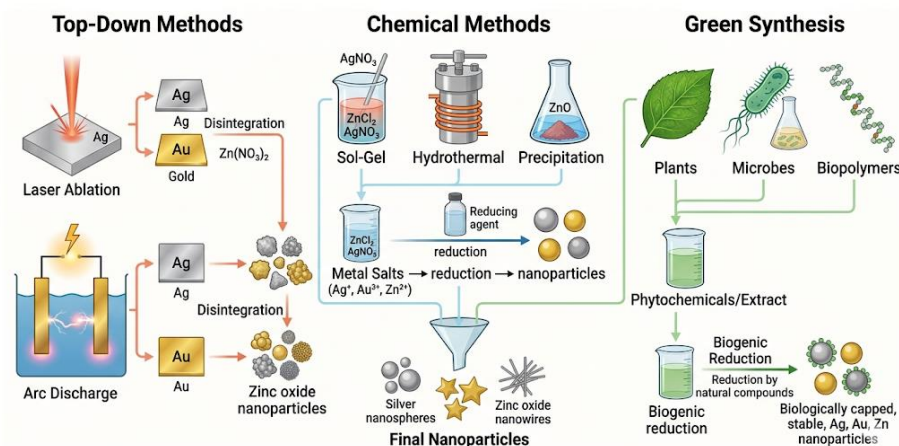 Top-Down Methods
Ag
Laser Ablation
Ag
Ag
Au
Gold
Disintegration
Zn(NO₃)₂
Arc Discharge
Ag
Ag
Au
Au
Disintegration
Zinc oxide
nanoparticles
Chemical Methods
AgNO₃
ZnCl₂
AgNO₃
Sol-Gel
Hydrothermal
ZnO
Precipitation
ZnCl₂
AgNO₅
Reducing
agent
reduction
Metal Salts → reduction → nanoparticles
(Ag⁺, Au³⁺, Zn²⁺)
Silver
nanospheres
Zinc oxide
nanowires
Final Nanoparticles
Green Synthesis
Plants
Microbes
Biopolymers
Phytochemicals/Extract
Biogenic
reduction
Biogenic
Reduction
Reduction by
natural compounds
Biologically capped,
stable, Ag, Au, Zn
nanoparticles